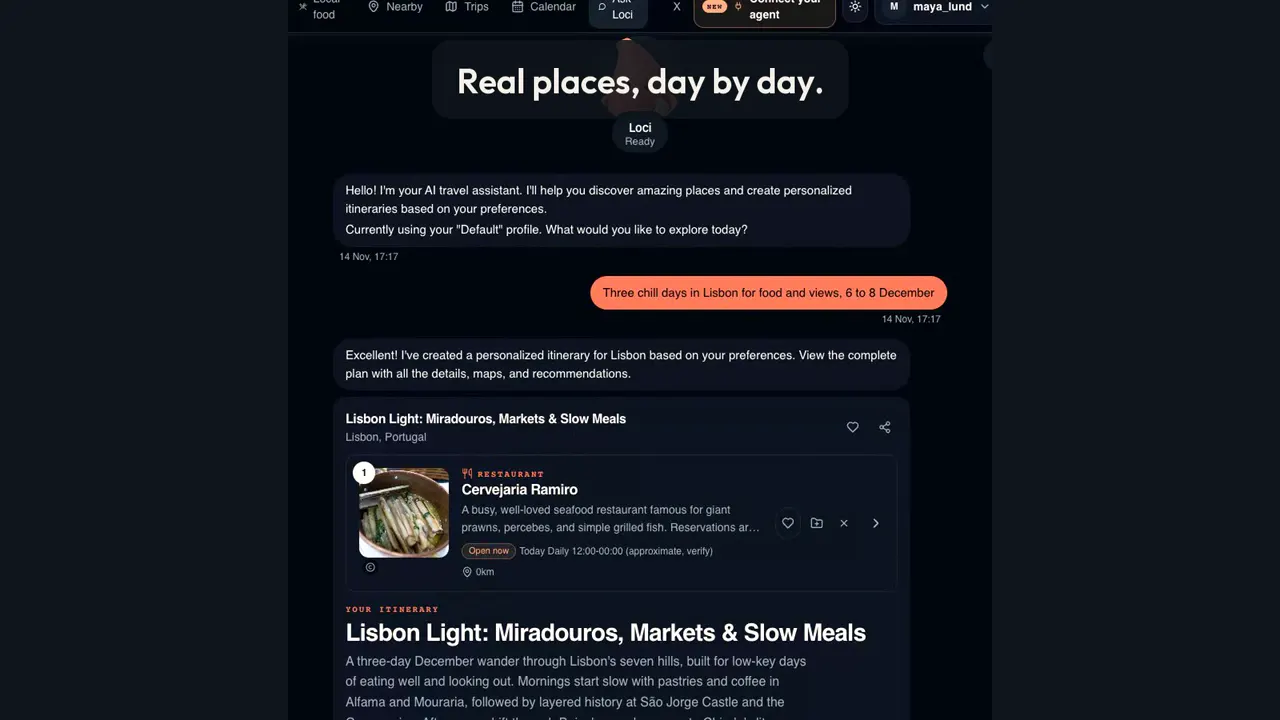 Local
food
Nearby
Trips
Calendar
Ask
Loci
X
NEW
Connect your
agent
M
maya_lund
Real places, day by day.
Loci
Ready
Hello! I'm your AI travel assistant. I'll help you discover amazing places and create personalized
itineraries based on your preferences.
Currently using your "Default" profile. What would you like to explore today?
14 Nov, 17:17
Three chill days in Lisbon for food and views, 6 to 8 December
14 Nov, 17:17
Excellent! I've created a personalized itinerary for Lisbon based on your preferences. View the complete
plan with all the details, maps, and recommendations.
Lisbon Light: Miradouros, Markets & Slow Meals
Lisbon, Portugal
1
RESTAURANT
Cervejaria Ramiro
A busy, well-loved seafood restaurant famous for giant
prawns, percebes, and simple grilled fish. Reservations ar…
Open now Today Daily 12:00-00:00 (approximate, verify)
0km
YOUR ITINERARY
Lisbon Light: Miradouros, Markets & Slow Meals
A three-day December wander through Lisbon's seven hills, built for low-key days
of eating well and looking out. Mornings start slow with pastries and coffee in
Alfama and Mouraria, followed by layered history at São Jorge Castle and the